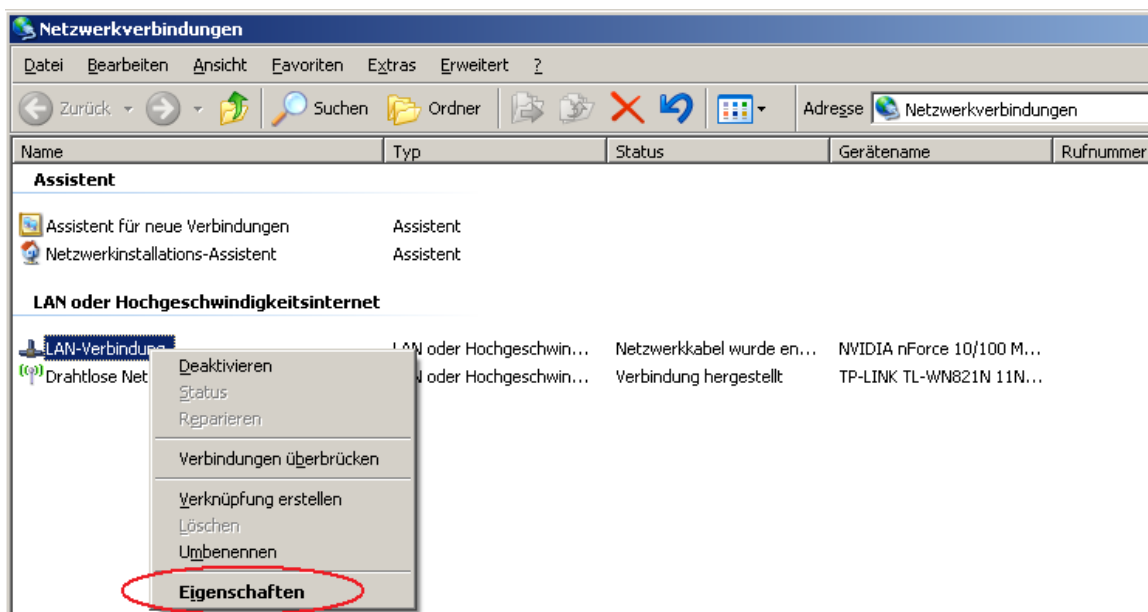 Netzwerkverbindungen
Datei Bearbeiten Ansicht Favoriten Extras Erweitert ?
Zurück Suchen Ordner Adresse Netzwerkverbindungen
Name Typ Status Gerätename Rufnummer
Assistent
Assistent für neue Verbindungen Assistent
Netzwerkinstallations-Assistent Assistent
LAN oder Hochgeschwindigkeitsinternet
LAN-Verbindung LAN oder Hochgeschwin... Netzwerkkabel wurde en... NVIDIA nForce 10/100 M...
Drahtlose Net oder Hochgeschwin... Verbindung hergestellt TP-LINK TL-WN821N 11N...
Deaktivieren
Status
Reparieren
Verbindungen überbrücken
Verknüpfung erstellen
Löschen
Umbenennen
Eigenschaften